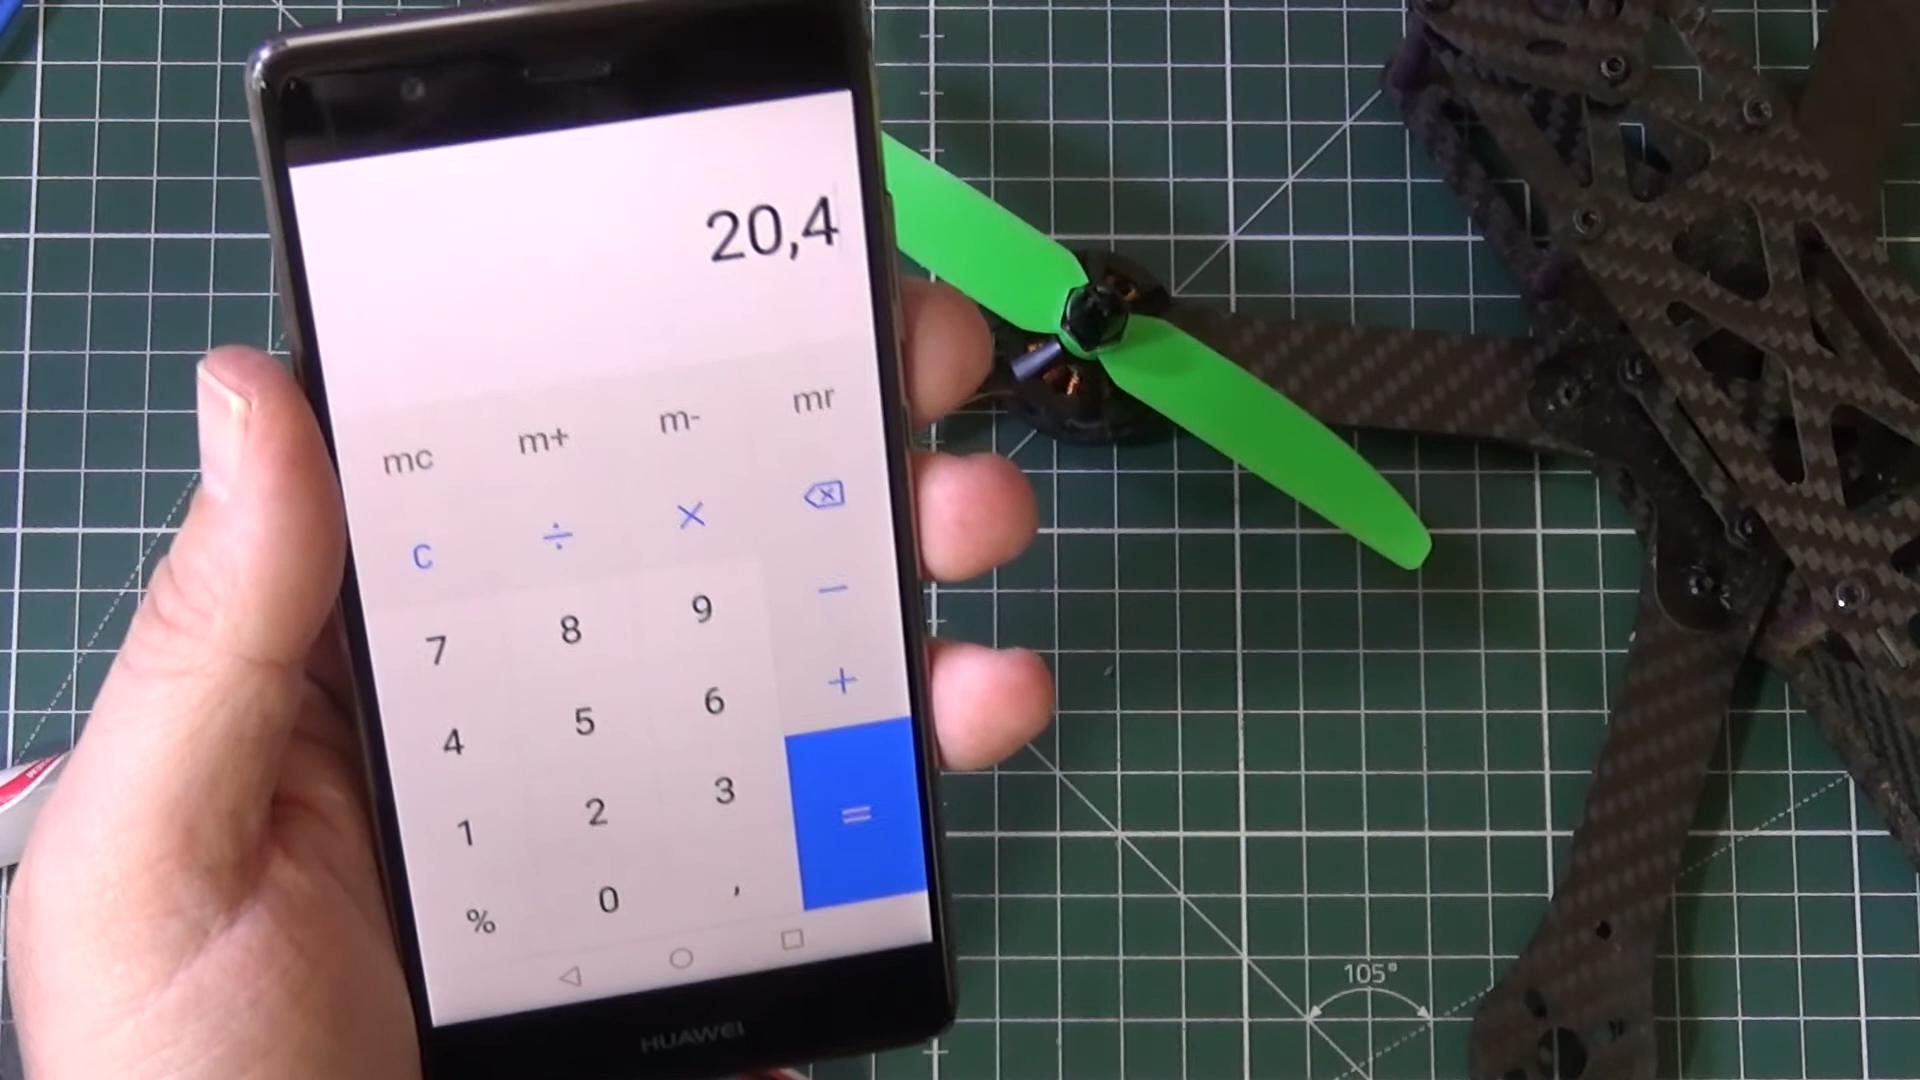 20,4
mc m+ m- mr
C ÷ ×
7 8 9 −
4 5 6 +
1 2 3 =
% 0 ,
HUAWEI
105°